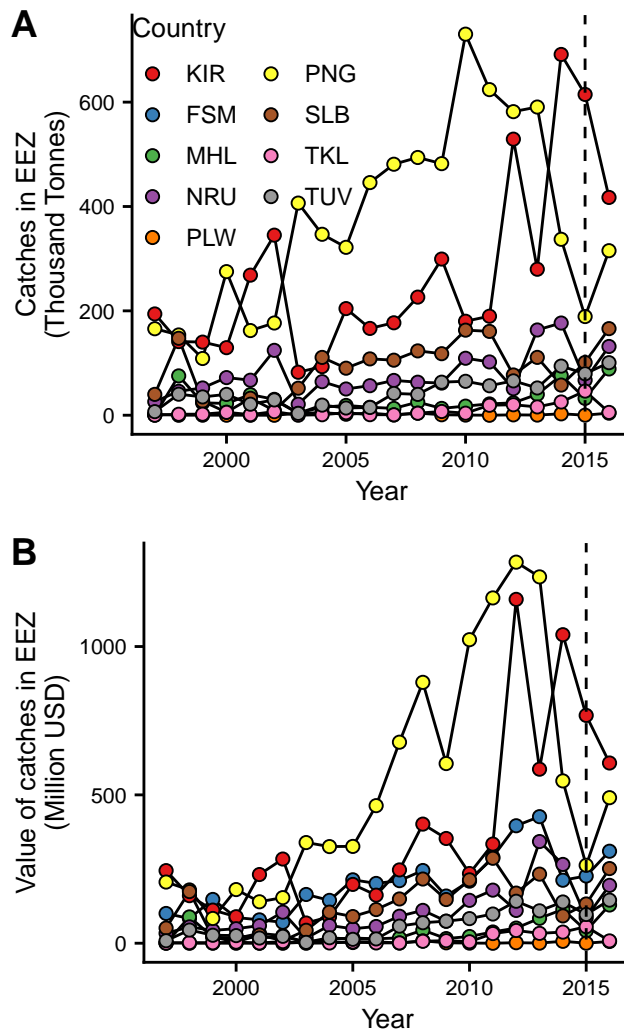 A
Country
KIR PNG
FSM SLB
MHL TKL
NRU TUV
PLW
Catches in EEZ
(Thousand Tonnes)
600
400
200
0
2000 2005 2010 2015
Year
B
Value of catches in EEZ
(Million USD)
1000
500
0
2000 2005 2010 2015
Year